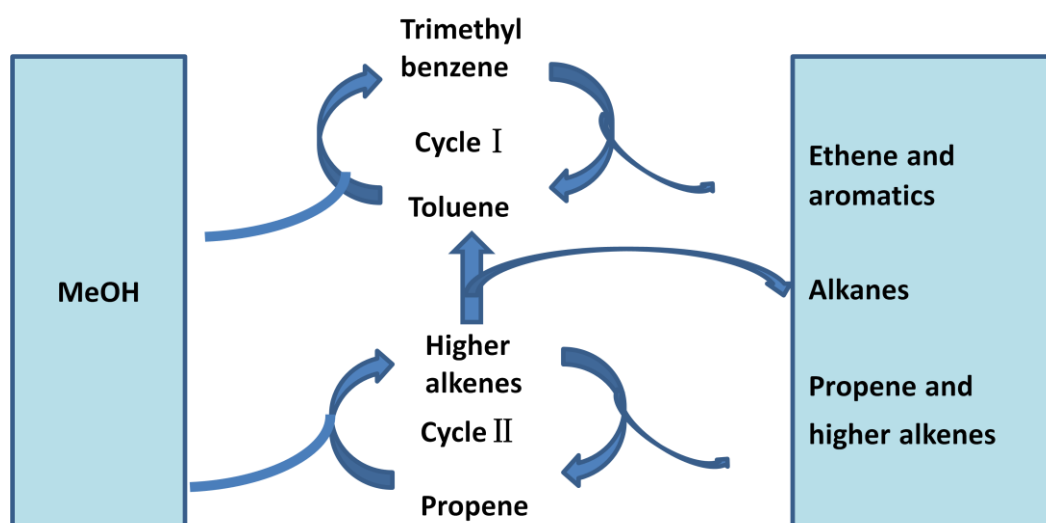 MeOH
Trimethyl
benzene
Cycle Ⅰ
Toluene
Higher
alkenes
Cycle Ⅱ
Propene
Ethene and
aromatics
Alkanes
Propene and
higher alkenes